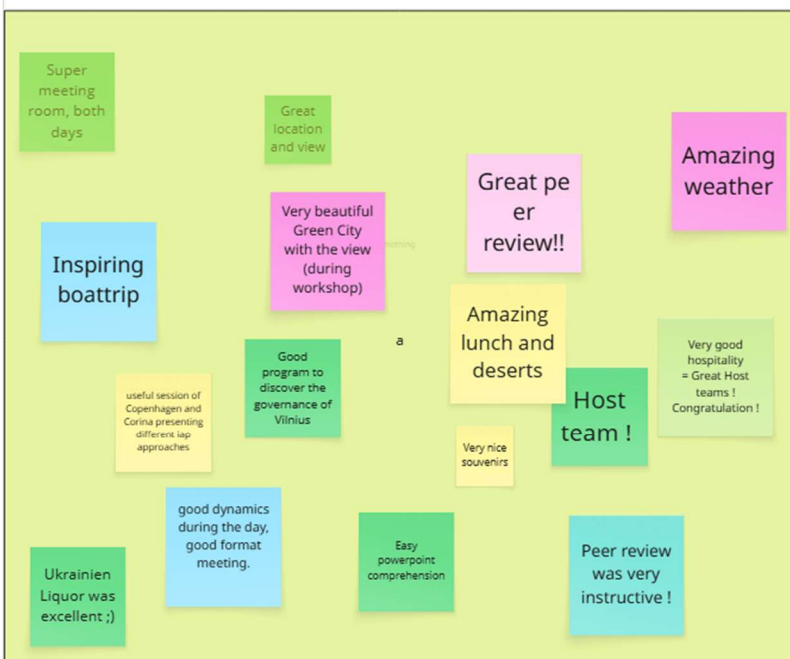 Super
meeting
room, both
days
Great
location
and view
Amazing
weather
Great pe
er
review!!
Very beautiful
Green City
with the view
(during
workshop)
Inspiring
boattrip
Amazing
lunch and
deserts
a
Very good
hospitality
= Great Host
teams !
Congratulation !
Good
program to
discover the
governance of
Vilnius
Host
team !
useful session of
Copenhagen and
Corina presenting
different iap
approaches
Very nice
souvenirs
good dynamics
during the day,
good format
meeting.
Easy
powerpoint
comprehension
Peer review
was very
instructive !
Ukrainien
Liquor was
excellent ;)